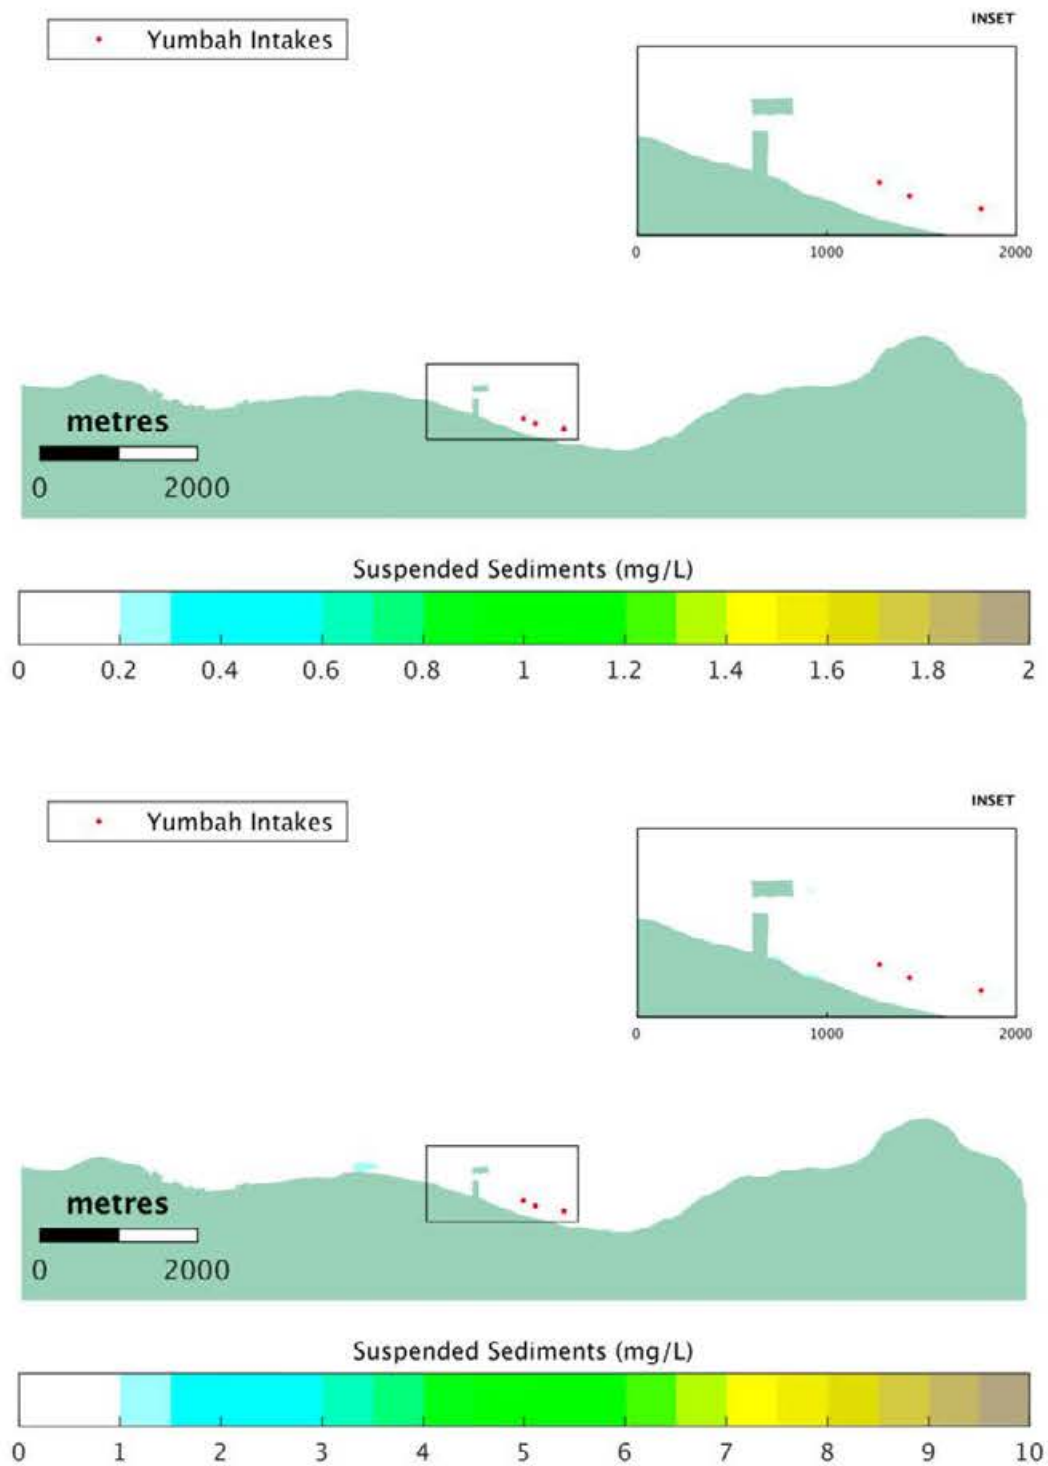 INSET
Yumbah Intakes
0 1000 2000
metres
0 2000
Suspended Sediments (mg/L)
0 0.2 0.4 0.6 0.8 1 1.2 1.4 1.6 1.8 2
INSET
Yumbah Intakes
0 1000 2000
metres
0 2000
Suspended Sediments (mg/L)
0 1 2 3 4 5 6 7 8 9 10